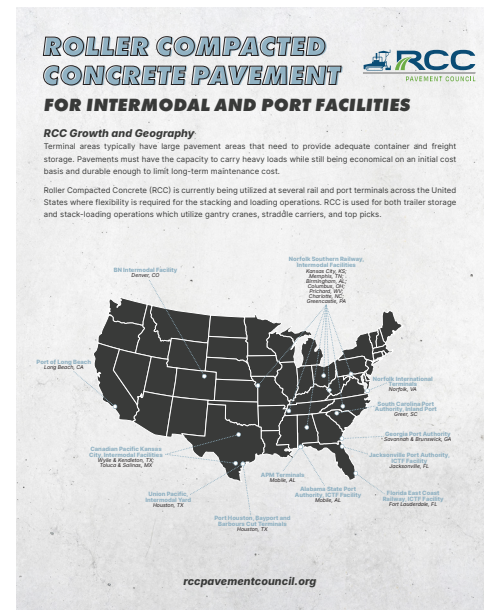 ROLLER COMPACTED
CONCRETE PAVEMENT
RCC
PAVEMENT COUNCIL
FOR INTERMODAL AND PORT FACILITIES
RCC Growth and Geography
Terminal areas typically have large pavement areas that need to provide adequate container and freight
storage. Pavements must have the capacity to carry heavy loads while still being economical on an initial cost
basis and durable enough to limit long-term maintenance cost.
Roller Compacted Concrete (RCC) is currently being utilized at several rail and port terminals across the United
States where flexibility is required for the stacking and loading operations. RCC is used for both trailer storage
and stack-loading operations which utilize gantry cranes, straddle carriers, and top picks.
Norfolk Southern Railway,
Intermodal Facilities
Kansas City, KS;
Memphis, TN;
Birmingham, AL;
Columbus, OH;
Prichard, WV;
Charlotte, NC;
Greencastle, PA
BN Intermodal Facility
Denver, CO
Port of Long Beach
Long Beach, CA
Norfolk International
Terminals
Norfolk, VA
South Carolina Port
Authority, Inland Port
Greer, SC
Georgia Port Authority
Savannah & Brunswick, GA
Canadian Pacific Kansas
City, Intermodal Facilities
Wylie & Kendleton, TX;
Toluca & Salinas, MX
Jacksonville Port Authority,
ICTF Facility
Jacksonville, FL
APM Terminals
Mobile, AL
Alabama State Port
Authority, ICTF Facility
Mobile, AL
Union Pacific,
Intermodal Yard
Houston, TX
Florida East Coast
Railway, ICTF Facility
Fort Lauderdale, FL
Port Houston, Bayport and
Barbours Cut Terminals
Houston, TX
rccpavementcouncil.org